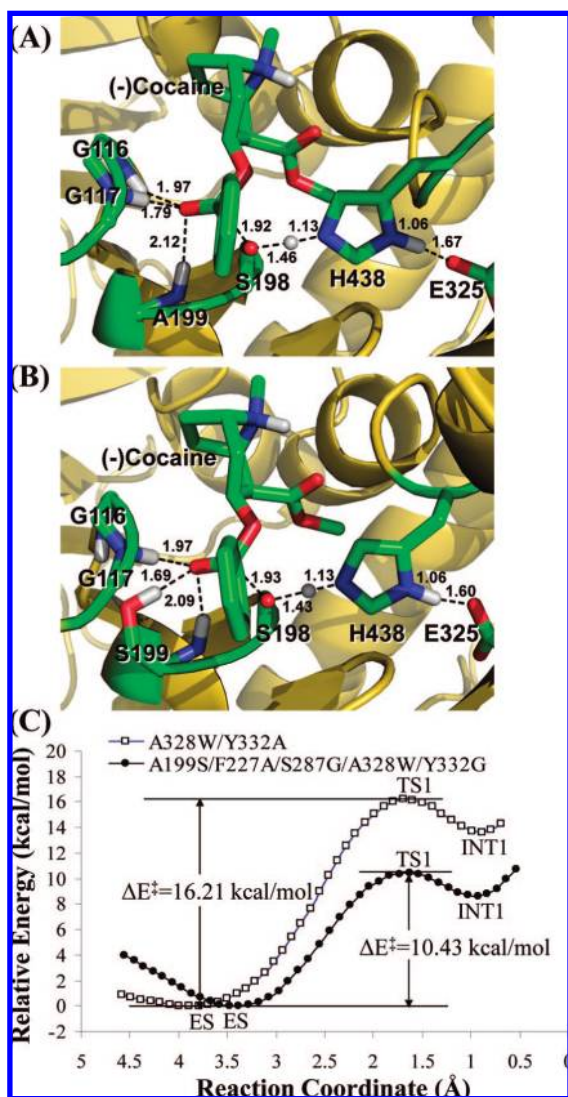 (A)
(-)Cocaine
G116
1.97
G117
1.79
2.12
1.92
1.13
1.46
1.06
1.67
S198
H438
E325
A199
(B)
(-)Cocaine
G116
1.97
G117
1.69
2.09
1.93
1.13
1.43
1.06
1.60
S198
H438
E325
S199
(C)
A328W/Y332A
A199S/F227A/S287G/A328W/Y332G
Relative Energy (kcal/mol)
20
18
16
14
12
10
8
6
4
2
0
-2
TS1
INT1
ΔE‡=16.21 kcal/mol
TS1
INT1
ΔE‡=10.43 kcal/mol
ES ES
5 4.5 4 3.5 3 2.5 2 1.5 1 0.5 0
Reaction Coordinate (Å)